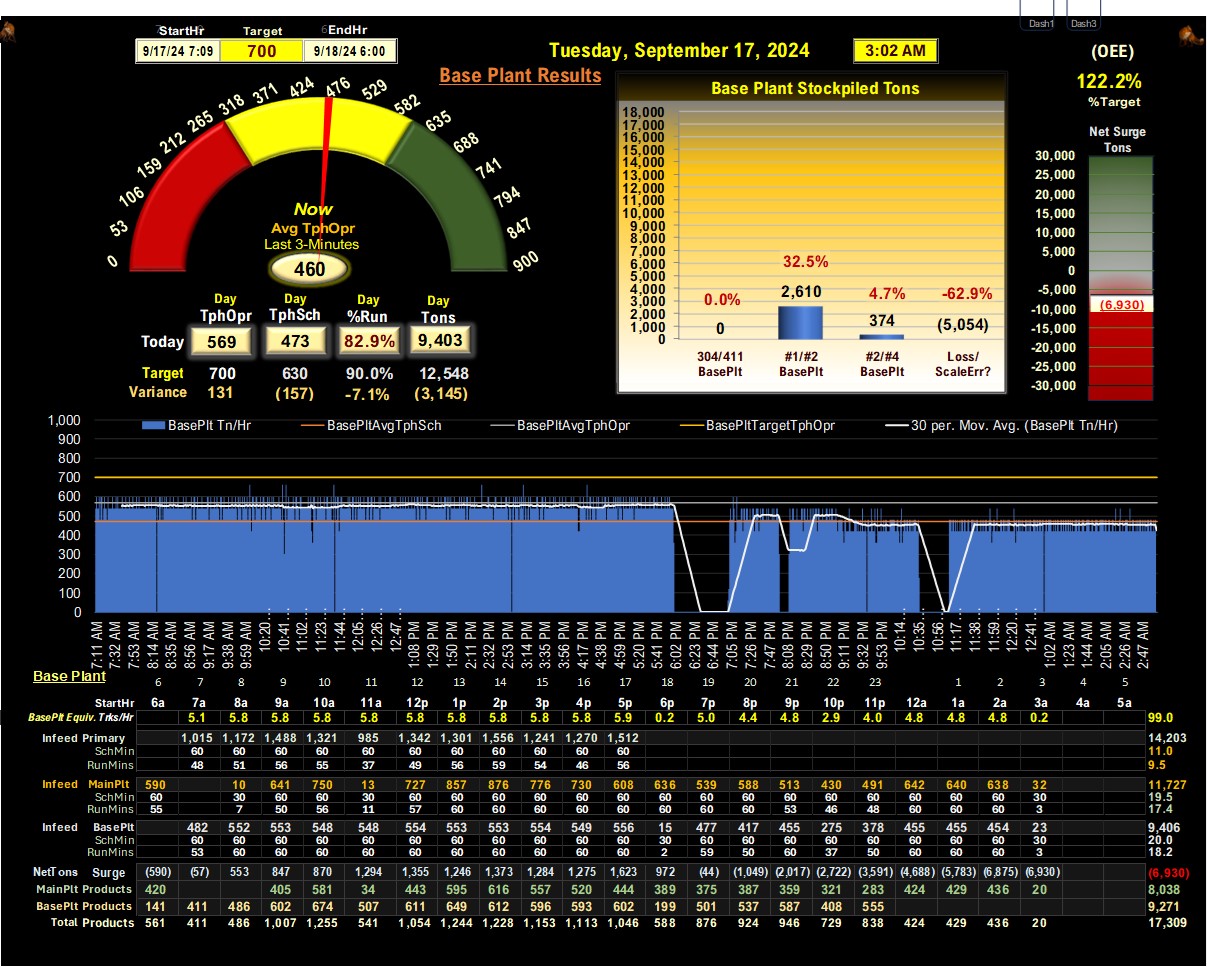 Dash1 Dash3
StartHr Target EndHr
9/17/24 7:09 700 9/18/24 6:00
Tuesday, September 17, 2024 3:02 AM
(OEE)
122.2%
%Target
Base Plant Results
Base Plant Stockpiled Tons
Net Surge
Tons
0 53 106 159 212 265 318 371 424 476 529 582 635 688 741 794 847 900
Now
Avg TphOpr
Last 3-Minutes
460
Day Day Day Day
TphOpr TphSch %Run Tons
Today 569 473 82.9% 9,403
Target 700 630 90.0% 12,548
Variance 131 (157) -7.1% (3,145)
18,000
17,000
16,000
15,000
14,000
13,000
12,000
11,000
10,000
9,000
8,000
7,000
6,000
5,000
4,000
3,000
2,000
1,000
0
0.0% 32.5% 4.7% -62.9%
0 2,610 374 (5,054)
304/411 #1/#2 #2/#4 Loss/
BasePlt BasePlt BasePlt ScaleErr?
30,000
25,000
20,000
15,000
10,000
5,000
0
-5,000
-10,000
-15,000
-20,000
-25,000
-30,000
(6,930)
BasePlt Tn/Hr BasePltAvgTphSch BasePltAvgTphOpr BasePltTargetTphOpr 30 per. Mov. Avg. (BasePlt Tn/Hr)
1,000
900
800
700
600
500
400
300
200
100
0
7:11 AM 7:32 AM 7:53 AM 8:14 AM 8:35 AM 8:56 AM 9:17 AM 9:38 AM 9:59 AM 10:20... 10:41... 11:02... 11:23... 11:44... 12:05... 12:26... 12:47... 1:08 PM 1:29 PM 1:50 PM 2:11 PM 2:32 PM 2:53 PM 3:14 PM 3:35 PM 3:56 PM 4:17 PM 4:38 PM 4:59 PM 5:20 PM 5:41 PM 6:02 PM 6:23 PM 6:44 PM 7:05 PM 7:26 PM 7:47 PM 8:08 PM 8:29 PM 8:50 PM 9:11 PM 9:32 PM 9:53 PM 10:14... 10:35... 10:56... 11:17... 11:38... 11:59... 12:20... 12:41... 1:02 AM 1:23 AM 1:44 AM 2:05 AM 2:26 AM 2:47 AM
Base Plant
6 7 8 9 10 11 12 13 14 15 16 17 18 19 20 21 22 23 1 2 3 4 5
StartHr 6a 7a 8a 9a 10a 11a 12p 1p 2p 3p 4p 5p 6p 7p 8p 9p 10p 11p 12a 1a 2a 3a 4a 5a
BasePlt Equiv. Trks/Hr 5.1 5.8 5.8 5.8 5.8 5.8 5.8 5.8 5.8 5.8 5.9 0.2 5.0 4.4 4.8 2.9 4.0 4.8 4.8 4.8 0.2 99.0
Infeed Primary 1,015 1,172 1,488 1,321 985 1,342 1,301 1,556 1,241 1,270 1,512 14,203
SchMin 60 60 60 60 60 60 60 60 60 60 60 11.0
RunMins 48 51 56 55 37 49 56 59 54 46 56 9.5
Infeed MainPlt 590 10 641 750 13 727 857 876 776 730 608 636 539 588 513 430 491 642 640 638 32 11,727
SchMin 60 30 60 60 30 60 60 60 60 60 60 60 60 60 60 60 60 60 60 60 30 19.5
RunMins 55 7 50 56 11 57 60 60 60 60 60 60 60 60 53 46 48 60 60 60 3 17.4
Infeed BasePlt 482 552 553 548 548 554 553 553 554 549 556 15 477 417 455 275 378 455 455 454 23 9,406
SchMin 60 60 60 60 60 60 60 60 60 60 60 30 60 60 60 60 60 60 60 60 30 20.0
RunMins 53 60 60 60 60 60 60 60 60 60 60 2 59 50 60 37 50 60 60 60 3 18.2
NetTons Surge (590) (57) 553 847 870 1,294 1,355 1,246 1,373 1,284 1,275 1,623 972 (44) (1,049) (2,017) (2,722) (3,591) (4,688) (5,783) (6,875) (6,930) (6,930)
MainPlt Products 420 405 581 34 443 595 616 557 520 444 389 375 387 359 321 283 424 429 436 20 8,038
BasePlt Products 141 411 486 602 674 507 611 649 612 596 593 602 199 501 537 587 408 555 9,271
Total Products 561 411 486 1,007 1,255 541 1,054 1,244 1,228 1,153 1,113 1,046 588 876 924 946 729 838 424 429 436 20 17,309